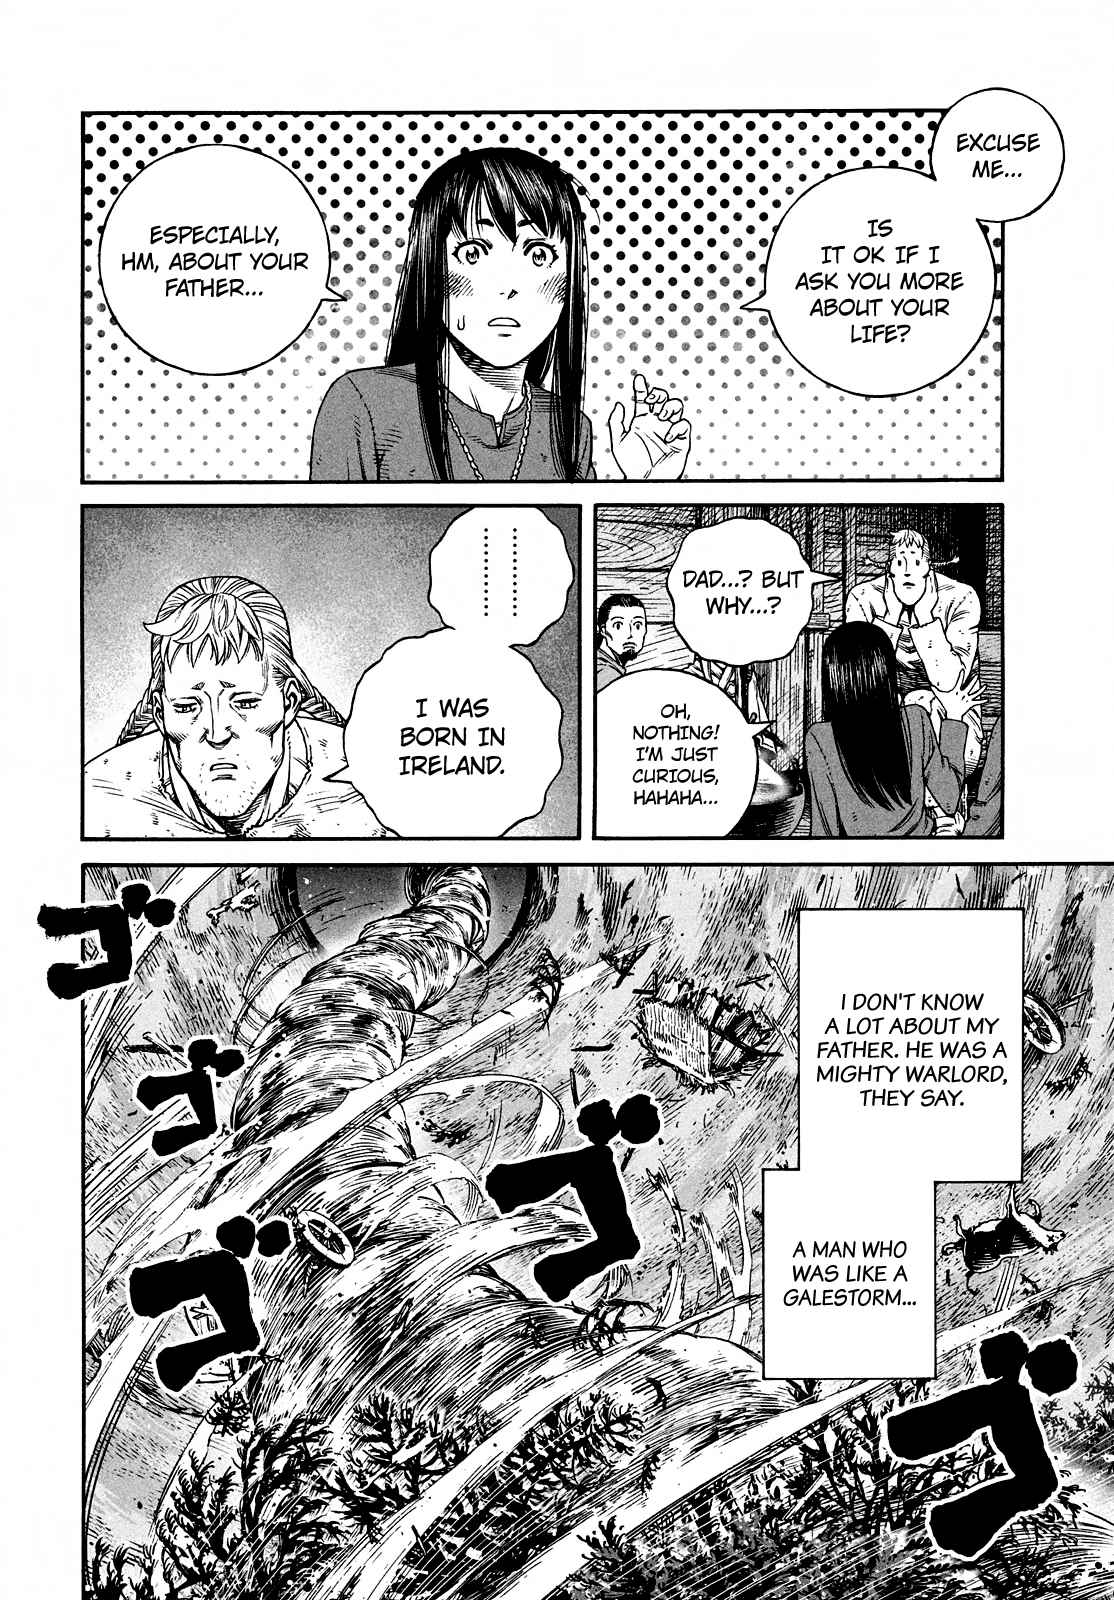 EXCUSE
ME...
IS
IT OK IF I
ASK YOU MORE
ABOUT YOUR
LIFE?
ESPECIALLY,
HM, ABOUT YOUR
FATHER...
DAD...? BUT
WHY...?
OH,
NOTHING!
I'M JUST
CURIOUS,
HAHAHA...
I WAS
BORN IN
IRELAND.
I DON'T KNOW
A LOT ABOUT MY
FATHER. HE WAS A
MIGHTY WARLORD,
THEY SAY.
A MAN WHO
WAS LIKE A
GALESTORM...
ゴ
ゴ
ゴ
ゴ
ゴ